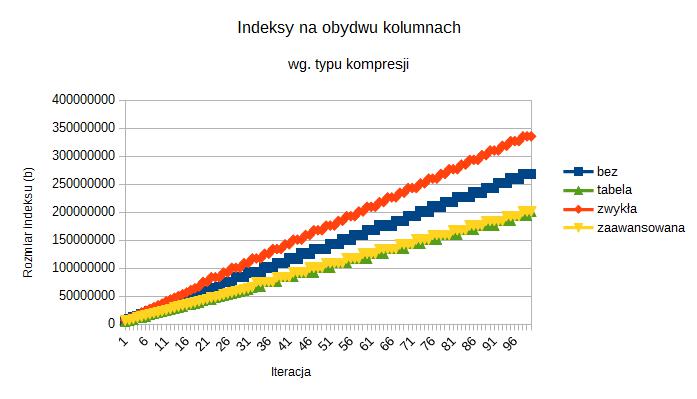 Indeksy na obydwu kolumnach
wg. typu kompresji
400000000
350000000
300000000
250000000
200000000
150000000
100000000
50000000
0
Rozmiar indeksu (b)
1 6 11 16 21 26 31 36 41 46 51 56 61 66 71 76 81 86 91 96
Iteracja
bez
tabela
zwykła
zaawansowana